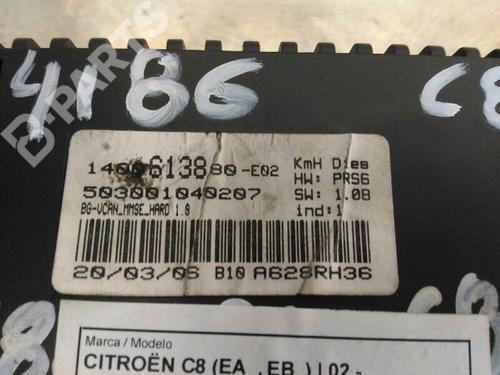 D-PARTS
4186 C8
1400613880-E02 KmH Dies
HW: PRS6
503001040207 SW: 1.08
BG-VCAN_MMSE_HARD 1.0 ind:1
20/03/06 B10 A628RH36
Marca / Modelo
CITROËN C8 (EA_, EB_) | 02 -